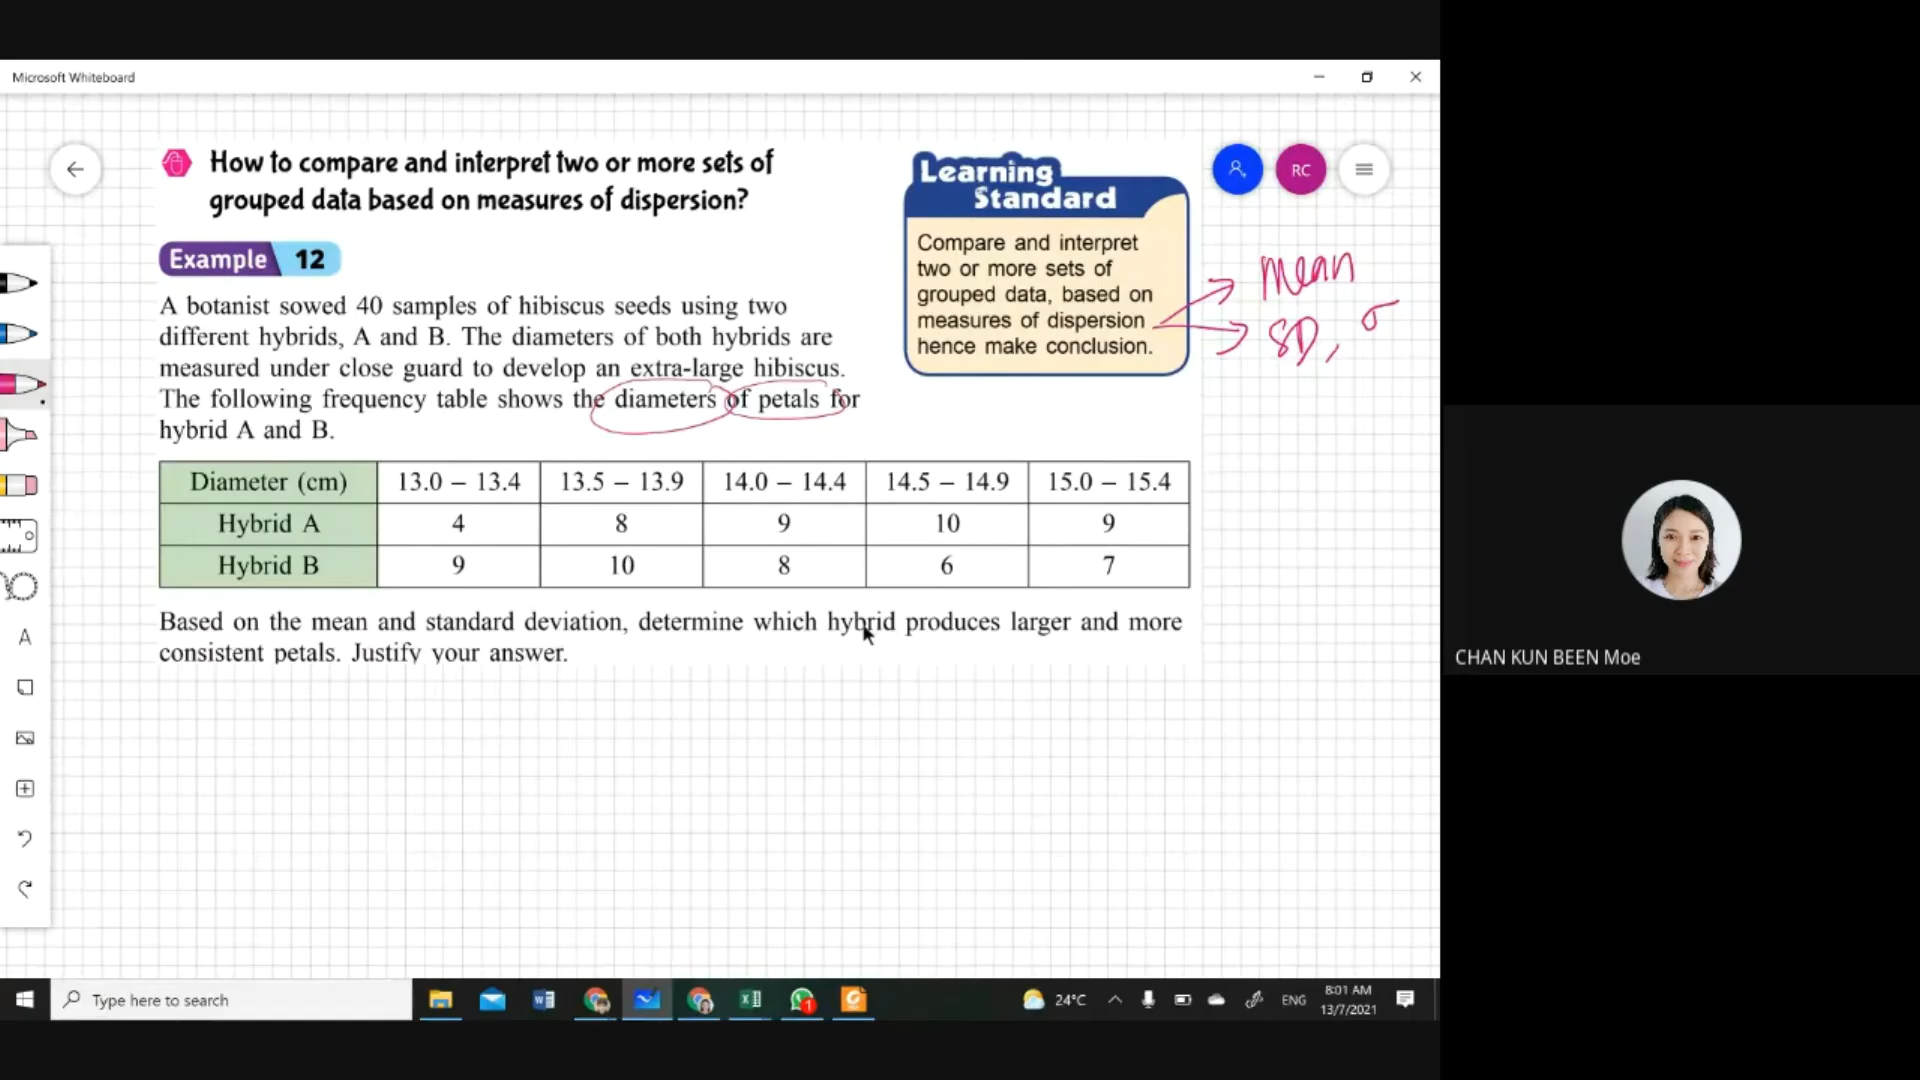 Microsoft Whiteboard
How to compare and interpret two or more sets of
grouped data based on measures of dispersion?
Learning
Standard
Compare and interpret
two or more sets of
grouped data, based on
measures of dispersion
hence make conclusion.
RC
Mean
SD, σ
Example 12
A botanist sowed 40 samples of hibiscus seeds using two
different hybrids, A and B. The diameters of both hybrids are
measured under close guard to develop an extra-large hibiscus.
The following frequency table shows the diameters of petals for
hybrid A and B.
Diameter (cm) 13.0 – 13.4 13.5 – 13.9 14.0 – 14.4 14.5 – 14.9 15.0 – 15.4
Hybrid A 4 8 9 10 9
Hybrid B 9 10 8 6 7
Based on the mean and standard deviation, determine which hybrid produces larger and more
consistent petals. Justify your answer.
A
CHAN KUN BEEN Moe
Type here to search
1
24°C
ENG
8:01 AM
13/7/2021